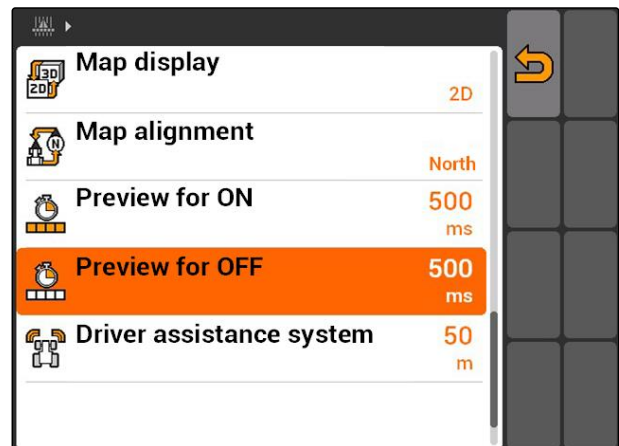 Map display
2D
Map alignment
North
Preview for ON
500
ms
Preview for OFF
500
ms
Driver assistance system
50
m